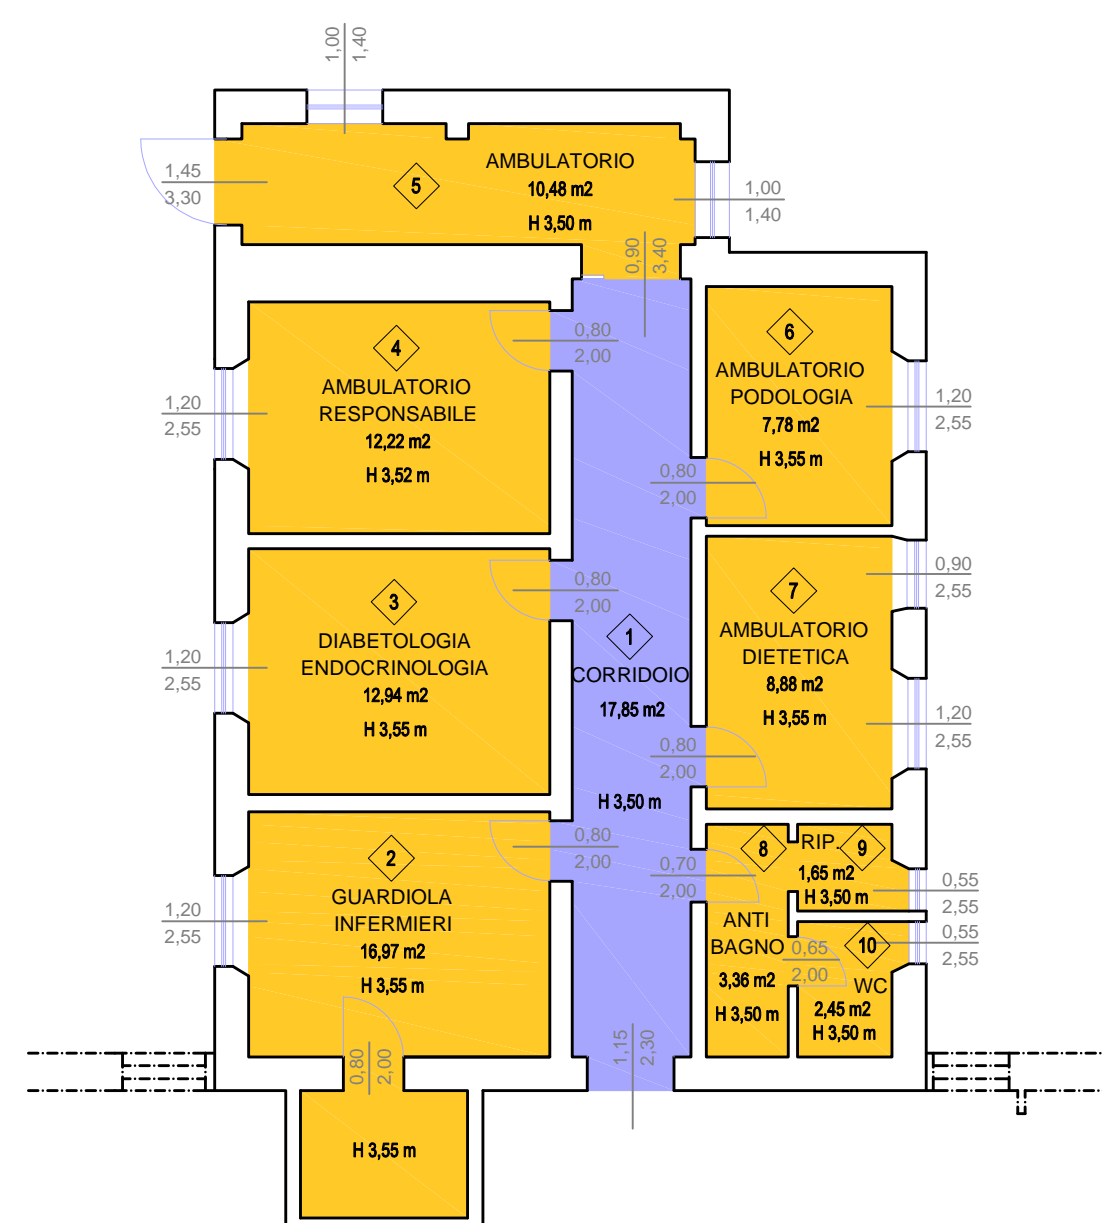 1,00
1,40
1,45
3,30
5
AMBULATORIO
10,48 m2
H 3,50 m
1,00
1,40
0,90
3,40
4
AMBULATORIO
RESPONSABILE
12,22 m2
H 3,52 m
0,80
2,00
1,20
2,55
6
AMBULATORIO
PODOLOGIA
7,78 m2
H 3,55 m
1,20
2,55
0,80
2,00
3
DIABETOLOGIA
ENDOCRINOLOGIA
12,94 m2
H 3,55 m
0,80
2,00
1,20
2,55
1
CORRIDOIO
17,85 m2
H 3,50 m
7
AMBULATORIO
DIETETICA
8,88 m2
H 3,55 m
0,90
2,55
1,20
2,55
0,80
2,00
2
GUARDIOLA
INFERMIERI
16,97 m2
H 3,55 m
0,80
2,00
1,20
2,55
0,70
2,00
8
ANTI
BAGNO
3,36 m2
H 3,50 m
RIP.
9
1,65 m2
H 3,50 m
0,55
2,55
0,55
2,55
0,65
2,00
10
WC
2,45 m2
H 3,50 m
0,80
2,00
1,15
2,30
H 3,55 m